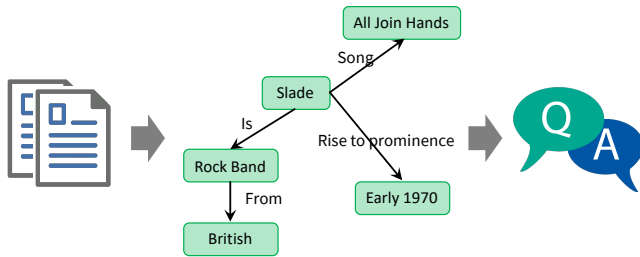 All Join Hands
Song
Slade
Is
Rise to prominence
Rock Band
From
Early 1970
British
Q
A